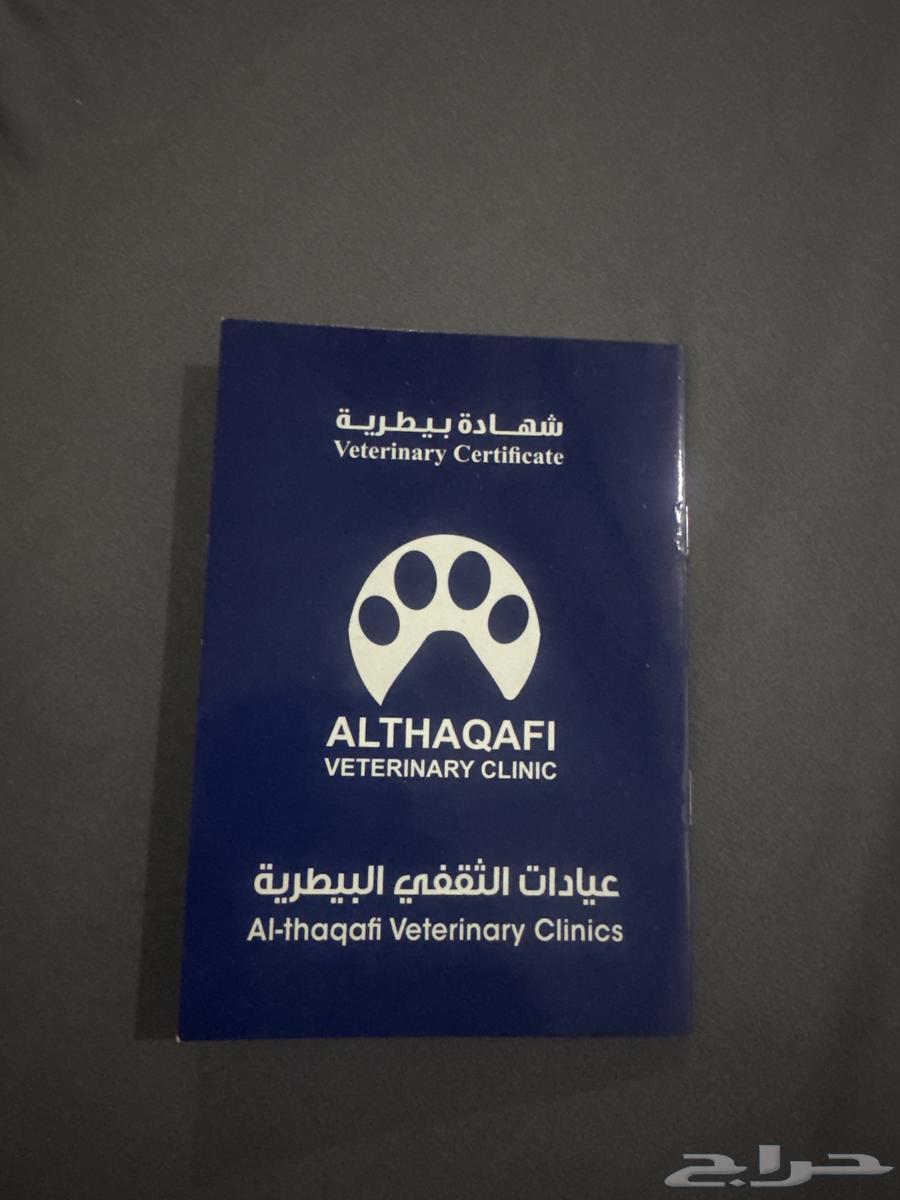 شهادة بيطرية
Veterinary Certificate
ALTHAQAFI
VETERINARY CLINIC
عيادات الثقفي البيطرية
Al-thaqafi Veterinary Clinics
حراج